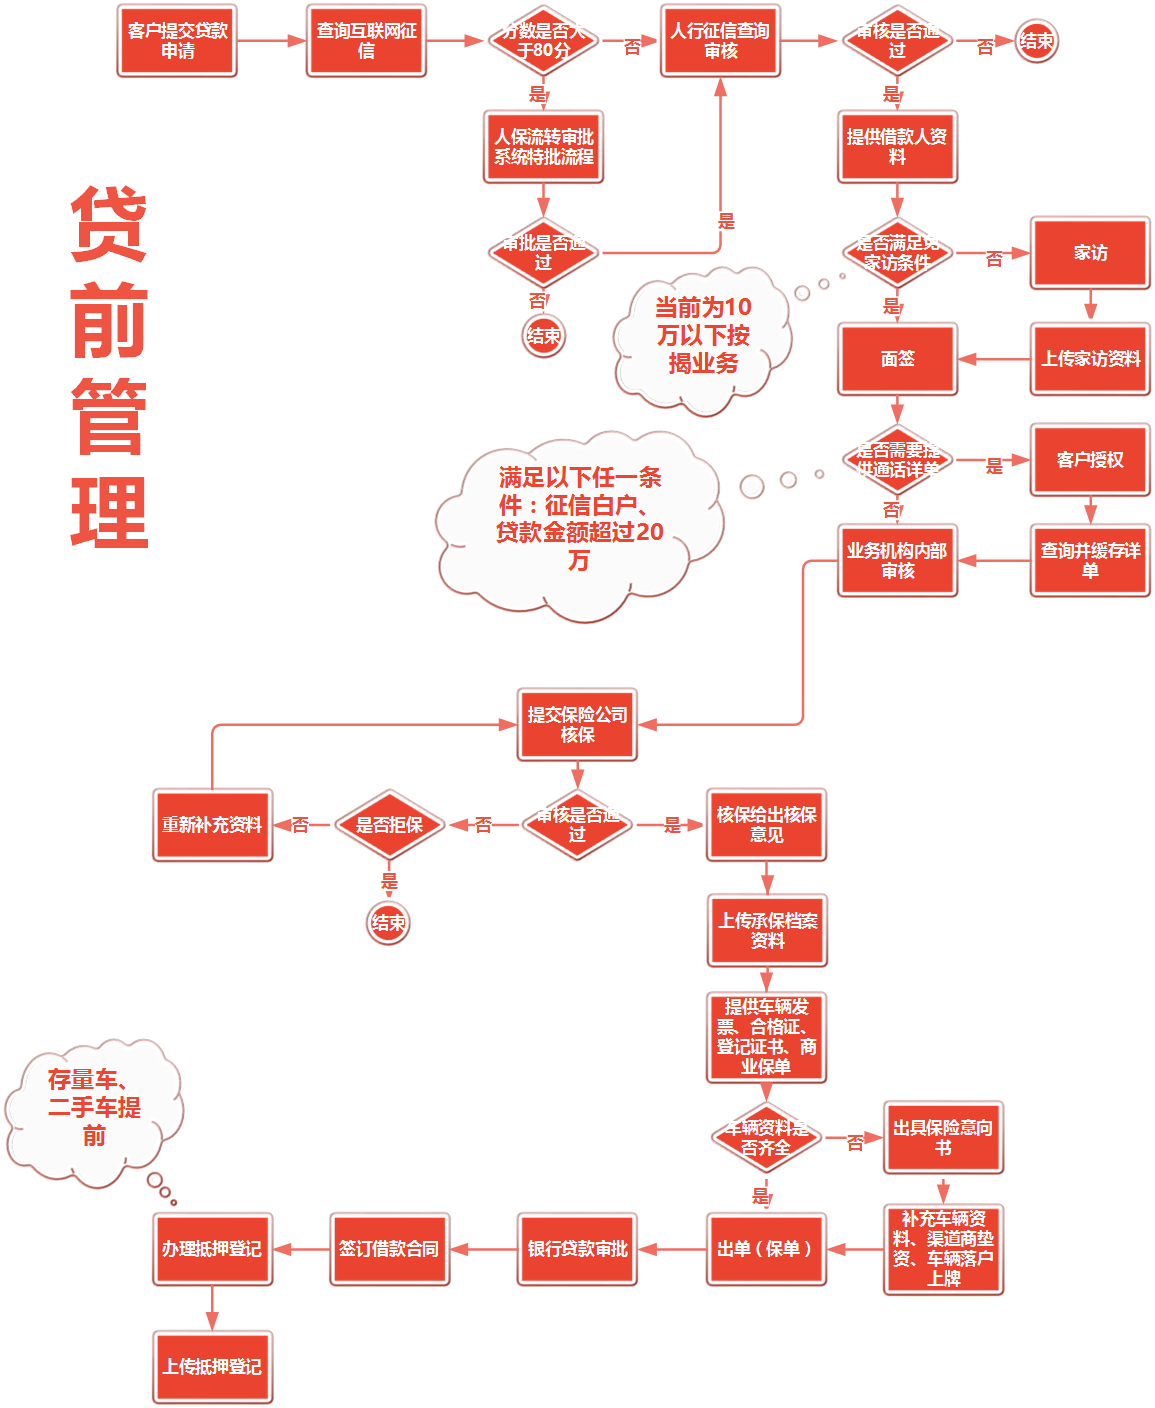 客户提交贷款
申请
查询互联网征
信
分数是否大
于80分
否
人行征信查询
审核
审核是否通
过
否
结束
是
是
人保流转审批
系统特批流程
提供借款人资
料
贷
前
管
理
是
审批是否通
过
是否满足免
家访条件
否
家访
否
结束
是
当前为10
万以下按
揭业务
面签
上传家访资料
是否需要提
供通话详单
是
客户授权
满足以下任一条
件：征信白户、
贷款金额超过20
万
否
业务机构内部
审核
查询并缓存详
单
提交保险公司
核保
重新补充资料
否
是否拒保
否
审核是否通
过
是
核保给出核保
意见
是
结束
上传承保档案
资料
提供车辆发
票、合格证、
登记证书、商
业保单
存量车、
二手车提
前
车辆资料是
否齐全
否
出具保险意向
书
是
办理抵押登记
签订借款合同
银行贷款审批
出单（保单）
补充车辆资
料、渠道商垫
资、车辆落户
上牌
上传抵押登记